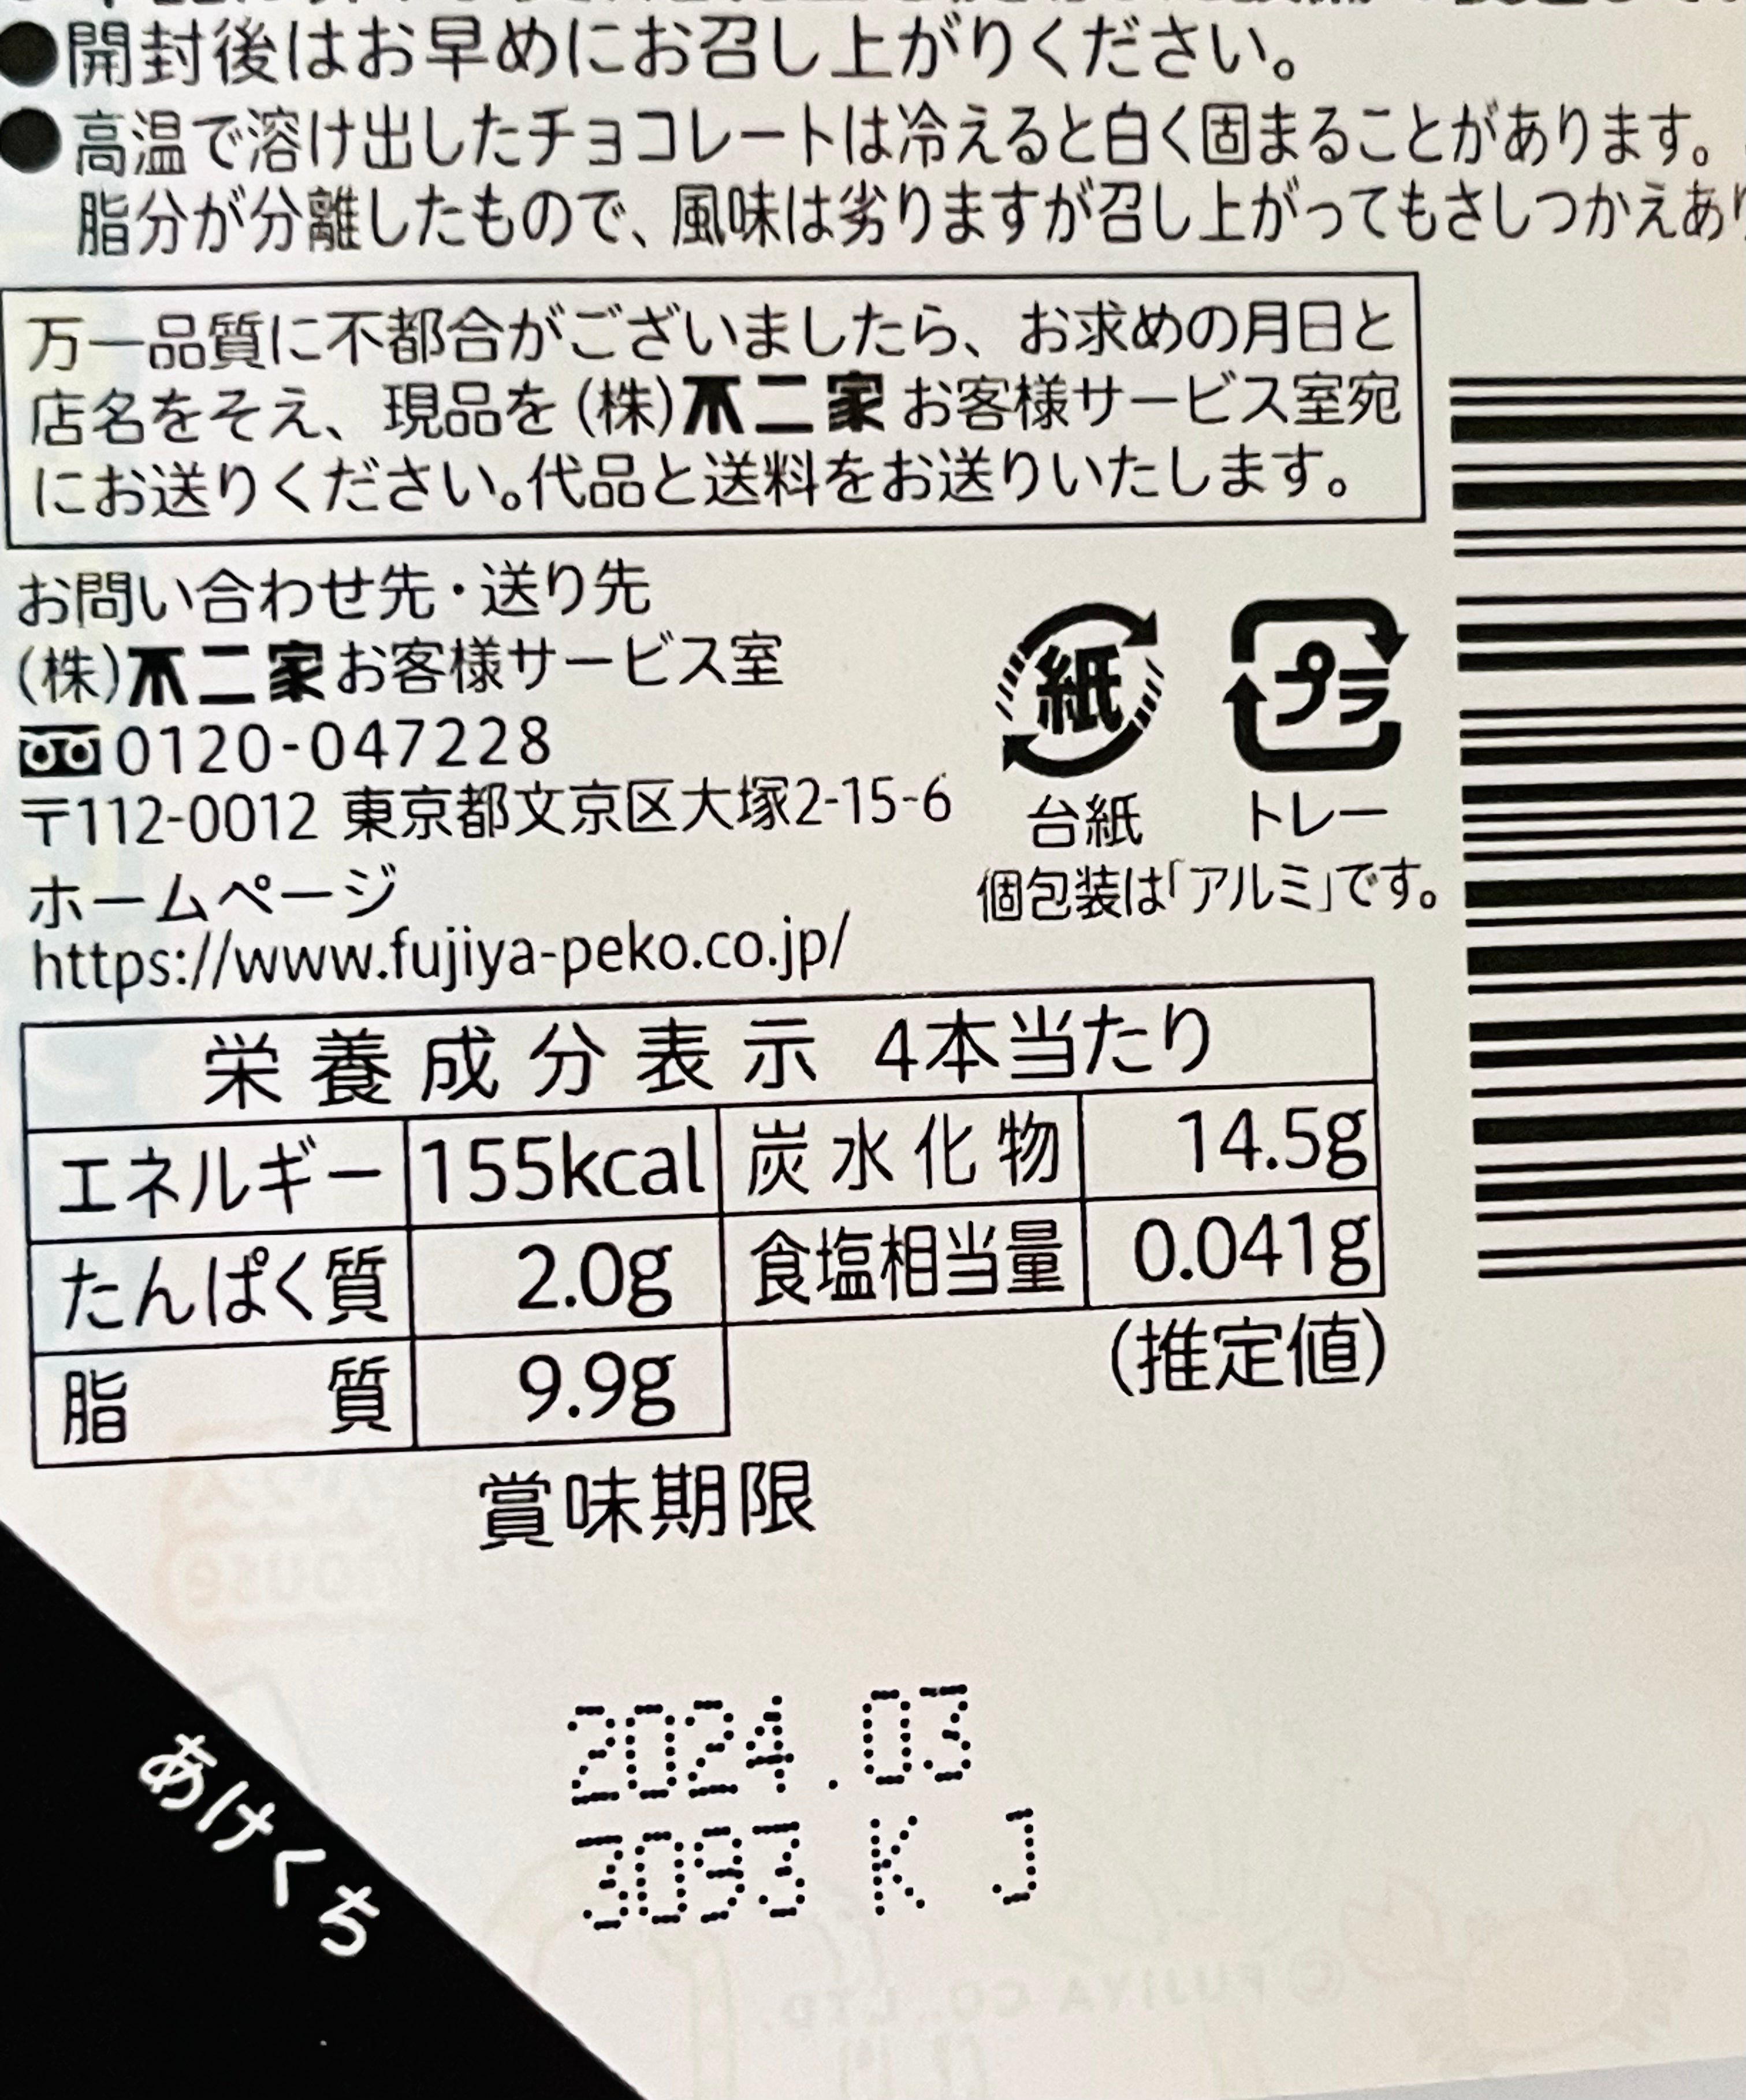 ●開封後はお早めにお召し上がりください。
●高温で溶け出したチョコレートは冷えると白く固まることがあります。
脂分が分離したもので、風味は劣りますが召し上がってもさしつかえあり
万一品質に不都合がございましたら、お求めの月日と
店名をそえ、現品を(株)不二家お客様サービス室宛
にお送りください。代品と送料をお送りいたします。
お問い合わせ先・送り先
(株)不二家お客様サービス室
0120-047228
〒112-0012 東京都文京区大塚2-15-6
ホームページ
https://www.fujiya-peko.co.jp/
紙
プラ
台紙 トレー
個包装は「アルミ」です。
栄養成分表示 4本当たり
エネルギー 155kcal 炭水化物 14.5g
たんぱく質 2.0g 食塩相当量 0.041g
脂質 9.9g
(推定値)
賞味期限
2024.03
3093 K J
あけくち